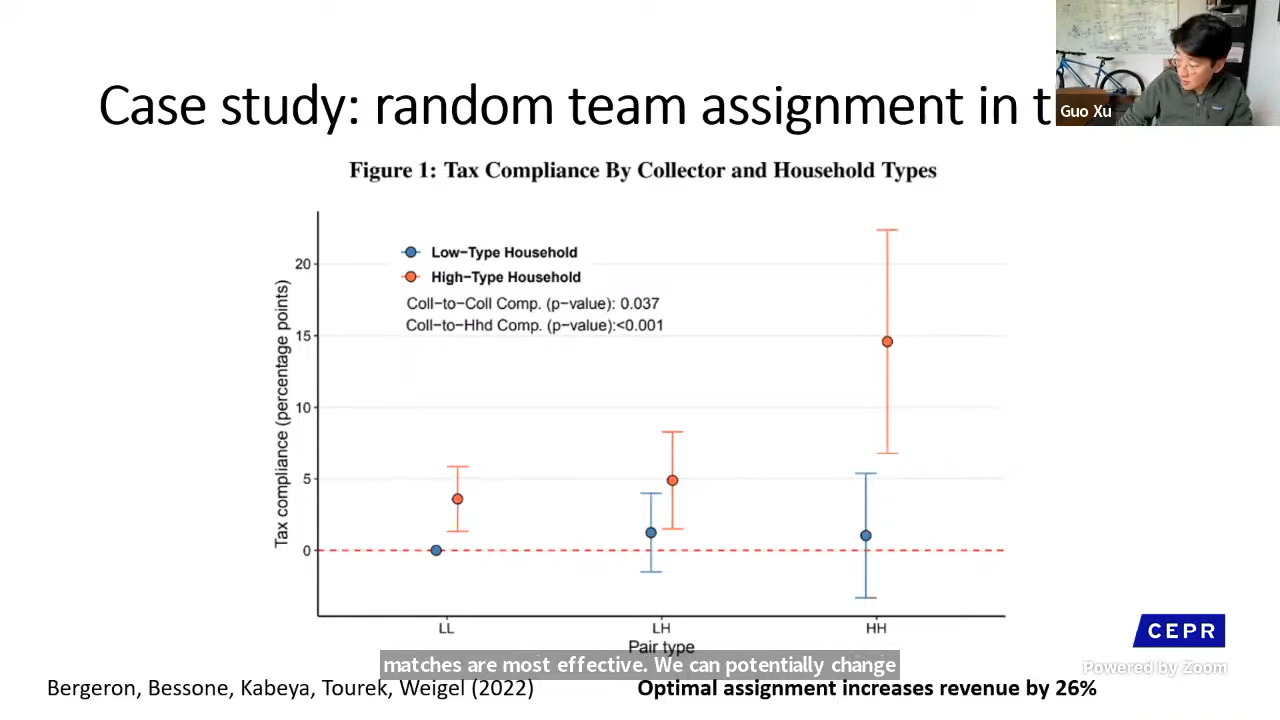 Case study: random team assignment in t
Guo Xu
Figure 1: Tax Compliance By Collector and Household Types
Low−Type Household
High−Type Household
Coll−to−Coll Comp. (p−value): 0.037
Coll−to−Hhd Comp. (p−value):<0.001
Tax compliance (percentage points)
20
15
10
5
0
LL
LH
HH
Pair type
matches are most effective. We can potentially change
CEPR
Powered by Zoom
Bergeron, Bessone, Kabeya, Tourek, Weigel (2022)
Optimal assignment increases revenue by 26%